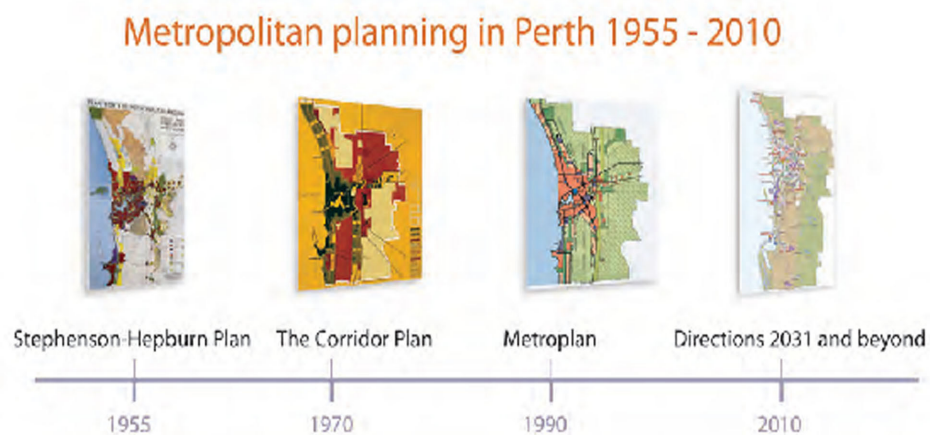 Metropolitan planning in Perth 1955 - 2010
Stephenson-Hepburn Plan
The Corridor Plan
Metroplan
Directions 2031 and beyond
1955
1970
1990
2010